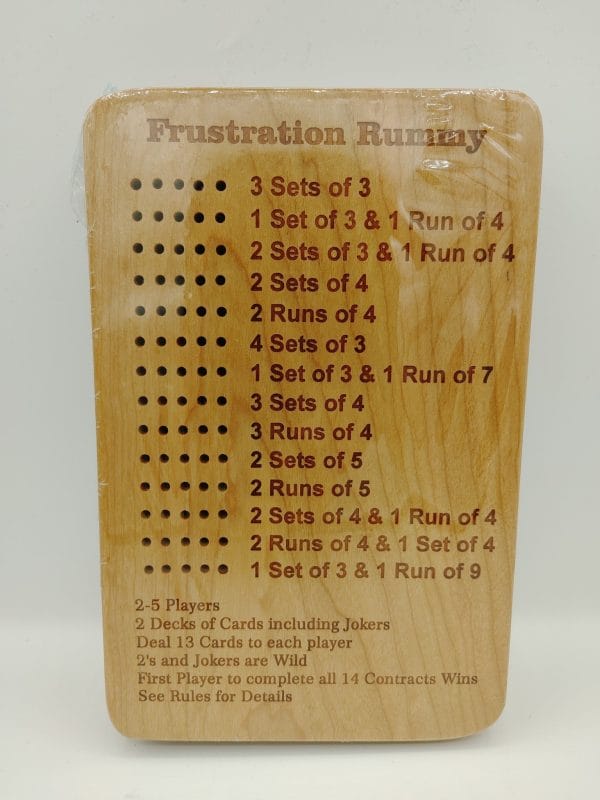 Frustration Rummy
3 Sets of 3
1 Set of 3 & 1 Run of 4
2 Sets of 3 & 1 Run of 4
2 Sets of 4
2 Runs of 4
4 Sets of 3
1 Set of 3 & 1 Run of 7
3 Sets of 4
3 Runs of 4
2 Sets of 5
2 Runs of 5
2 Sets of 4 & 1 Run of 4
2 Runs of 4 & 1 Set of 4
1 Set of 3 & 1 Run of 9
2-5 Players
2 Decks of Cards including Jokers
Deal 13 Cards to each player
2's and Jokers are Wild
First Player to complete all 14 Contracts Wins
See Rules for Details